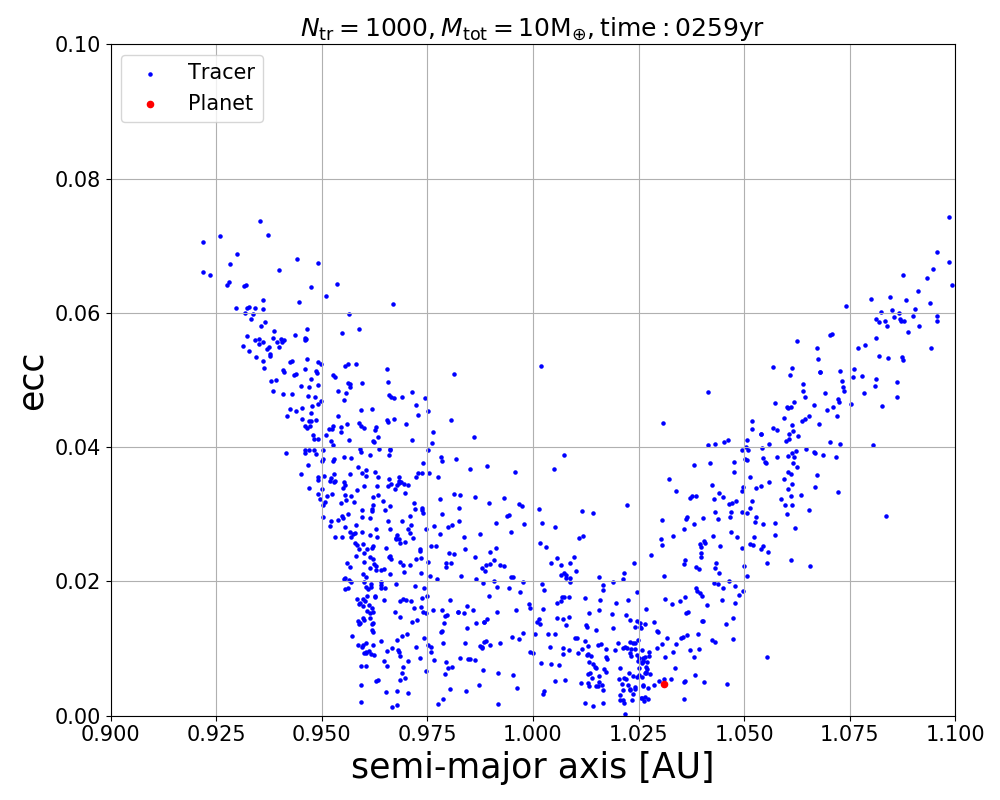 N_tr = 1000, M_tot = 10M_⊕, time : 0259yr
Tracer
Planet
0.10
0.08
0.06
0.04
0.02
0.00
ecc
0.900 0.925 0.950 0.975 1.000 1.025 1.050 1.075 1.100
semi-major axis [AU]